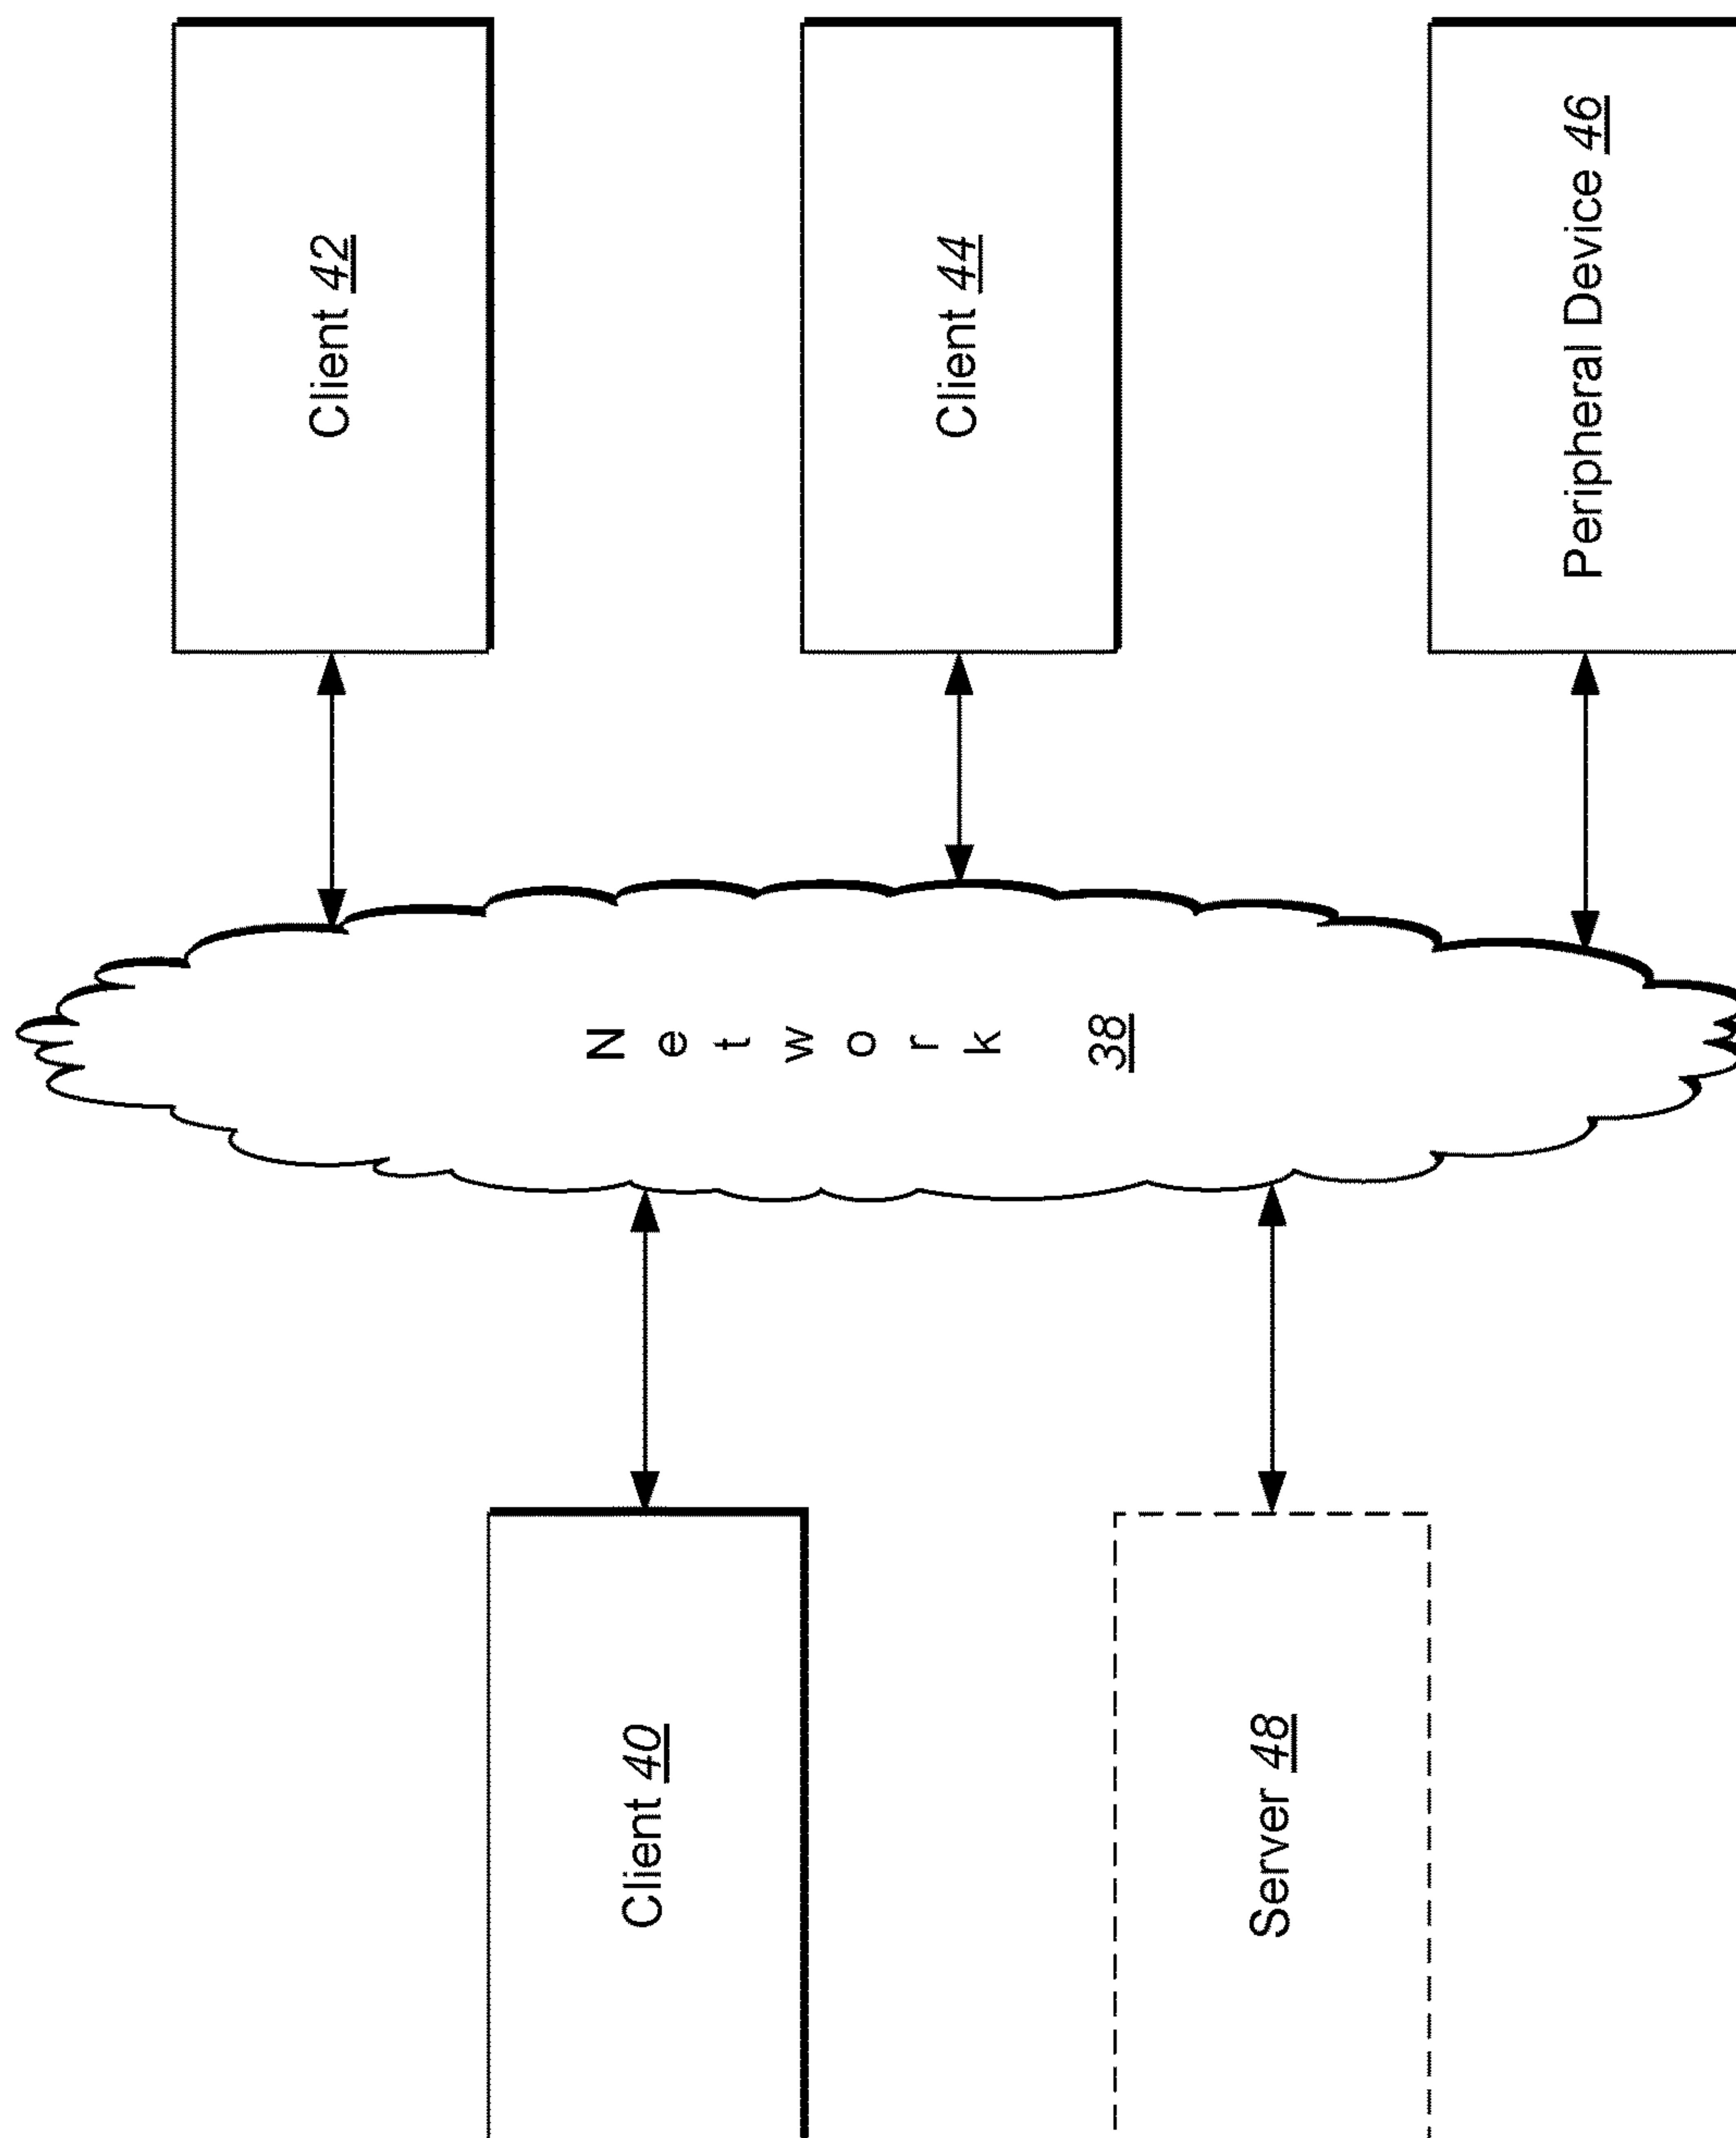 Client 42
Client 44
Peripheral Device 46
Network 38
Client 40
Server 48